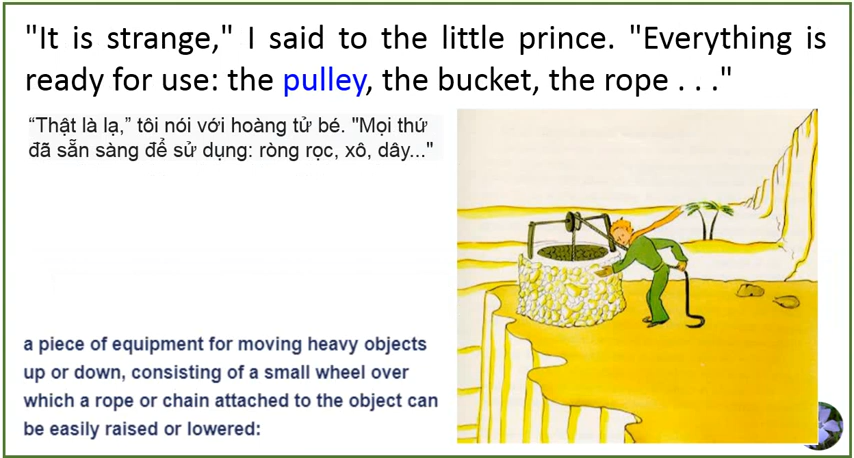 "It is strange," I said to the little prince. "Everything is
ready for use: the pulley, the bucket, the rope . . ."
“Thật là lạ,” tôi nói với hoàng tử bé. "Mọi thứ
đã sẵn sàng để sử dụng: ròng rọc, xô, dây..."
a piece of equipment for moving heavy objects
up or down, consisting of a small wheel over
which a rope or chain attached to the object can
be easily raised or lowered: